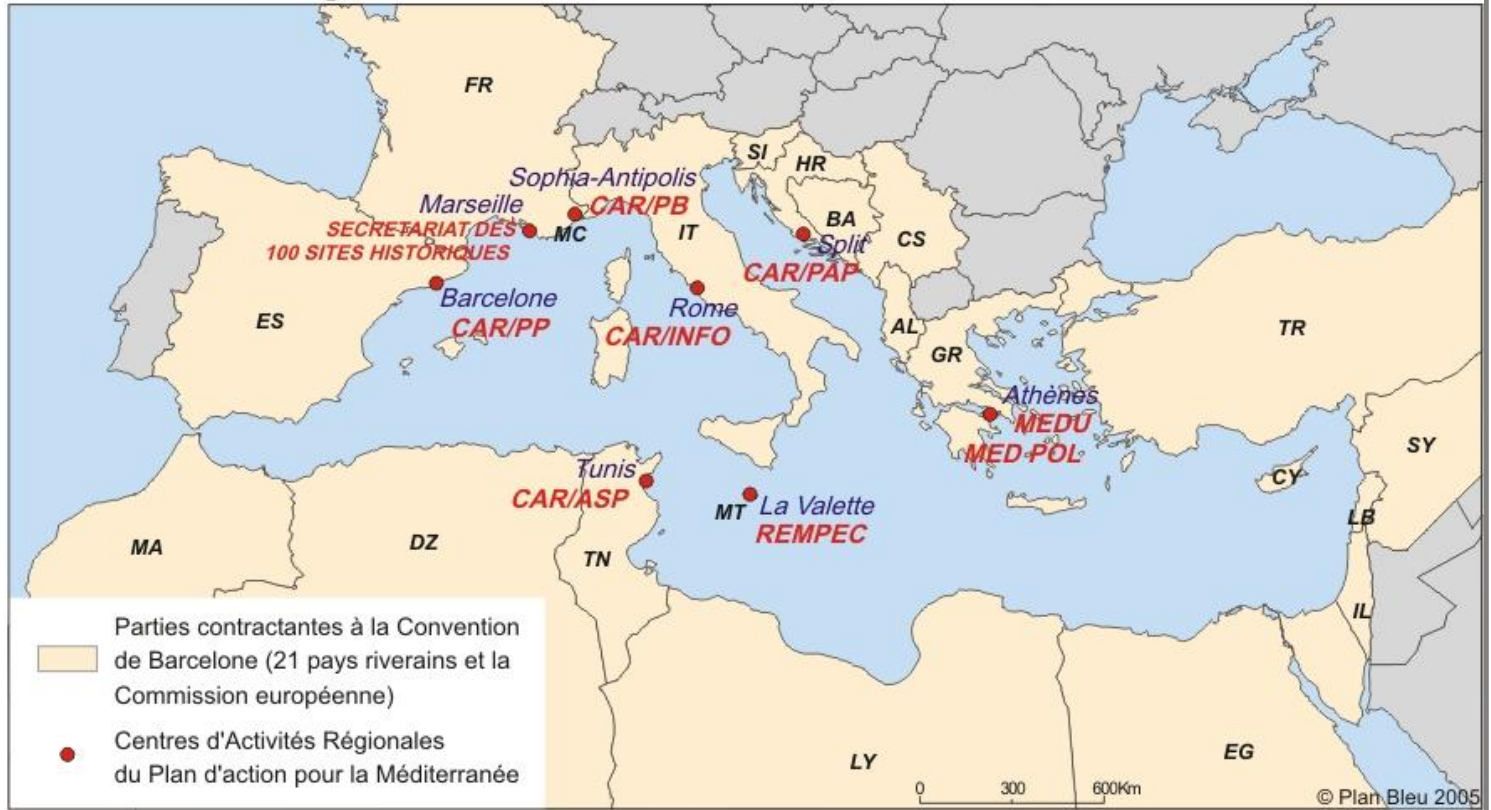 FR
SI
HR
Sophia-Antipolis
CAR/PB
Marseille
SECRETARIAT DES
100 SITES HISTORIQUES
MC
IT
BA
Split
CAR/PAP
CS
Barcelone
CAR/PP
ES
Rome
CAR/INFO
AL
GR
TR
Athènes
MEDU
MED POL
SY
CY
LB
Tunis
CAR/ASP
MT
La Valette
REMPEC
MA
DZ
TN
IL
LY
EG
Parties contractantes à la Convention
de Barcelone (21 pays riverains et la
Commission européenne)
Centres d'Activités Régionales
du Plan d'action pour la Méditerranée
0 300 600Km
© Plan Bleu 2005